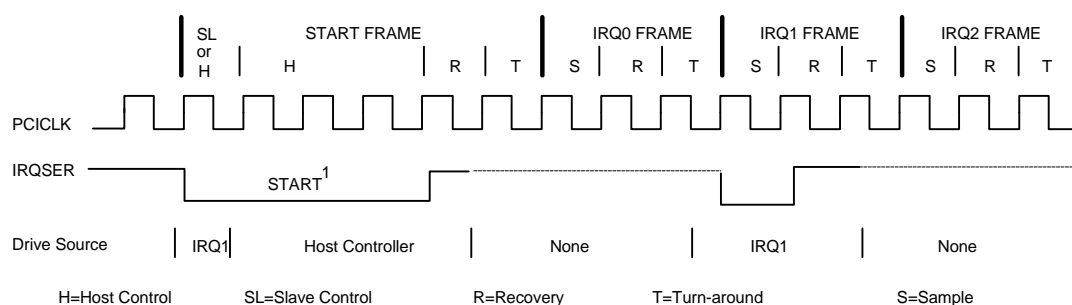 SL
or
H
START FRAME
H
R
T
IRQ0 FRAME
S
R
T
IRQ1 FRAME
S
R
T
IRQ2 FRAME
S
R
T
PCICLK
IRQSER
START1
Drive Source
IRQ1
Host Controller
None
IRQ1
None
H=Host Control
SL=Slave Control
R=Recovery
T=Turn-around
S=Sample